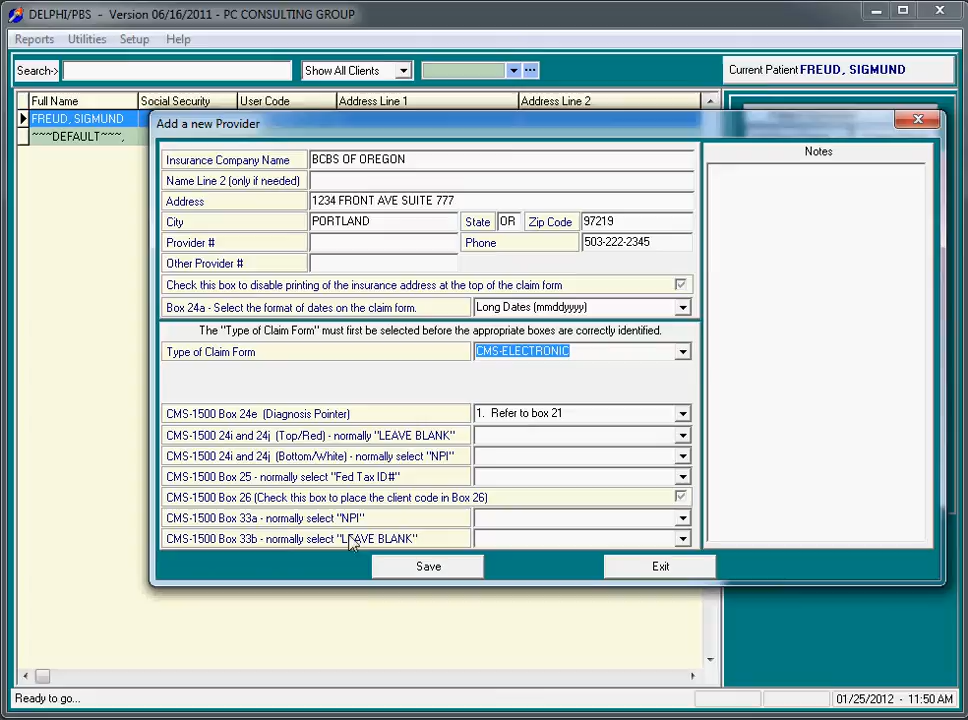 DELPHI/PBS - Version 06/16/2011 - PC CONSULTING GROUP
Reports Utilities Setup Help
Search-> Show All Clients Current Patient FREUD, SIGMUND
Full Name Social Security User Code Address Line 1 Address Line 2
FREUD, SIGMUND
~~~DEFAULT~~~,
Add a new Provider
Insurance Company Name BCBS OF OREGON
Name Line 2 (only if needed)
Address 1234 FRONT AVE SUITE 777
City PORTLAND State OR Zip Code 97219
Provider # Phone 503-222-2345
Other Provider #
Check this box to disable printing of the insurance address at the top of the claim form
Box 24a - Select the format of dates on the claim form. Long Dates (mmddyyyy)
The "Type of Claim Form" must first be selected before the appropriate boxes are correctly identified.
Type of Claim Form CMS-ELECTRONIC
CMS-1500 Box 24e (Diagnosis Pointer) 1. Refer to box 21
CMS-1500 24i and 24j (Top/Red) - normally "LEAVE BLANK"
CMS-1500 24i and 24j (Bottom/White) - normally select "NPI"
CMS-1500 Box 25 - normally select "Fed Tax ID#"
CMS-1500 Box 26 (Check this box to place the client code in Box 26)
CMS-1500 Box 33a - normally select "NPI"
CMS-1500 Box 33b - normally select "LEAVE BLANK"
Save Exit
Notes
Ready to go... 01/25/2012 - 11:50 AM